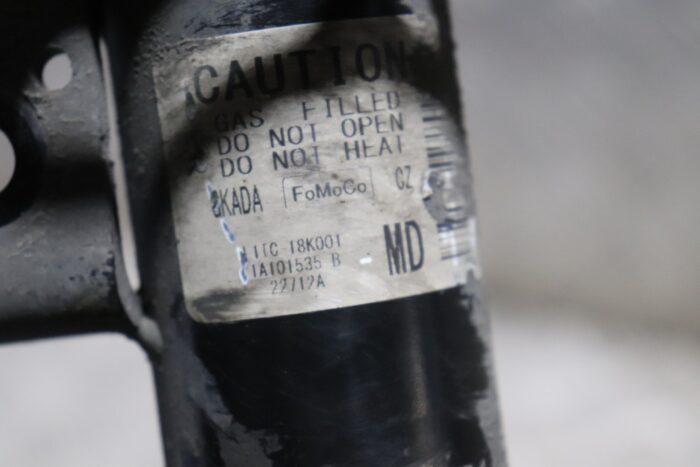 CAUTION
GAS FILLED
DO NOT OPEN
DO NOT HEAT
KADA FoMoCo CZ
1TC 18K001
1A101535 B MD
22712A